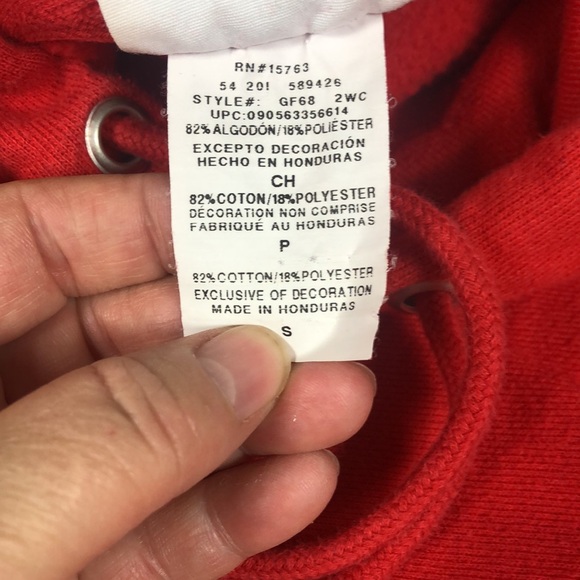 RN#15763
54 201 589426
STYLE#: GF68 2WC
UPC:090563356614
82%ALGODÓN/18%POLIÉSTER
EXCEPTO DECORACIÓN
HECHO EN HONDURAS
CH
82%COTON/18%POLYESTER
DÉCORATION NON COMPRISE
FABRIQUÉ AU HONDURAS
P
82%COTTON/18%POLYESTER
EXCLUSIVE OF DECORATION
MADE IN HONDURAS
S